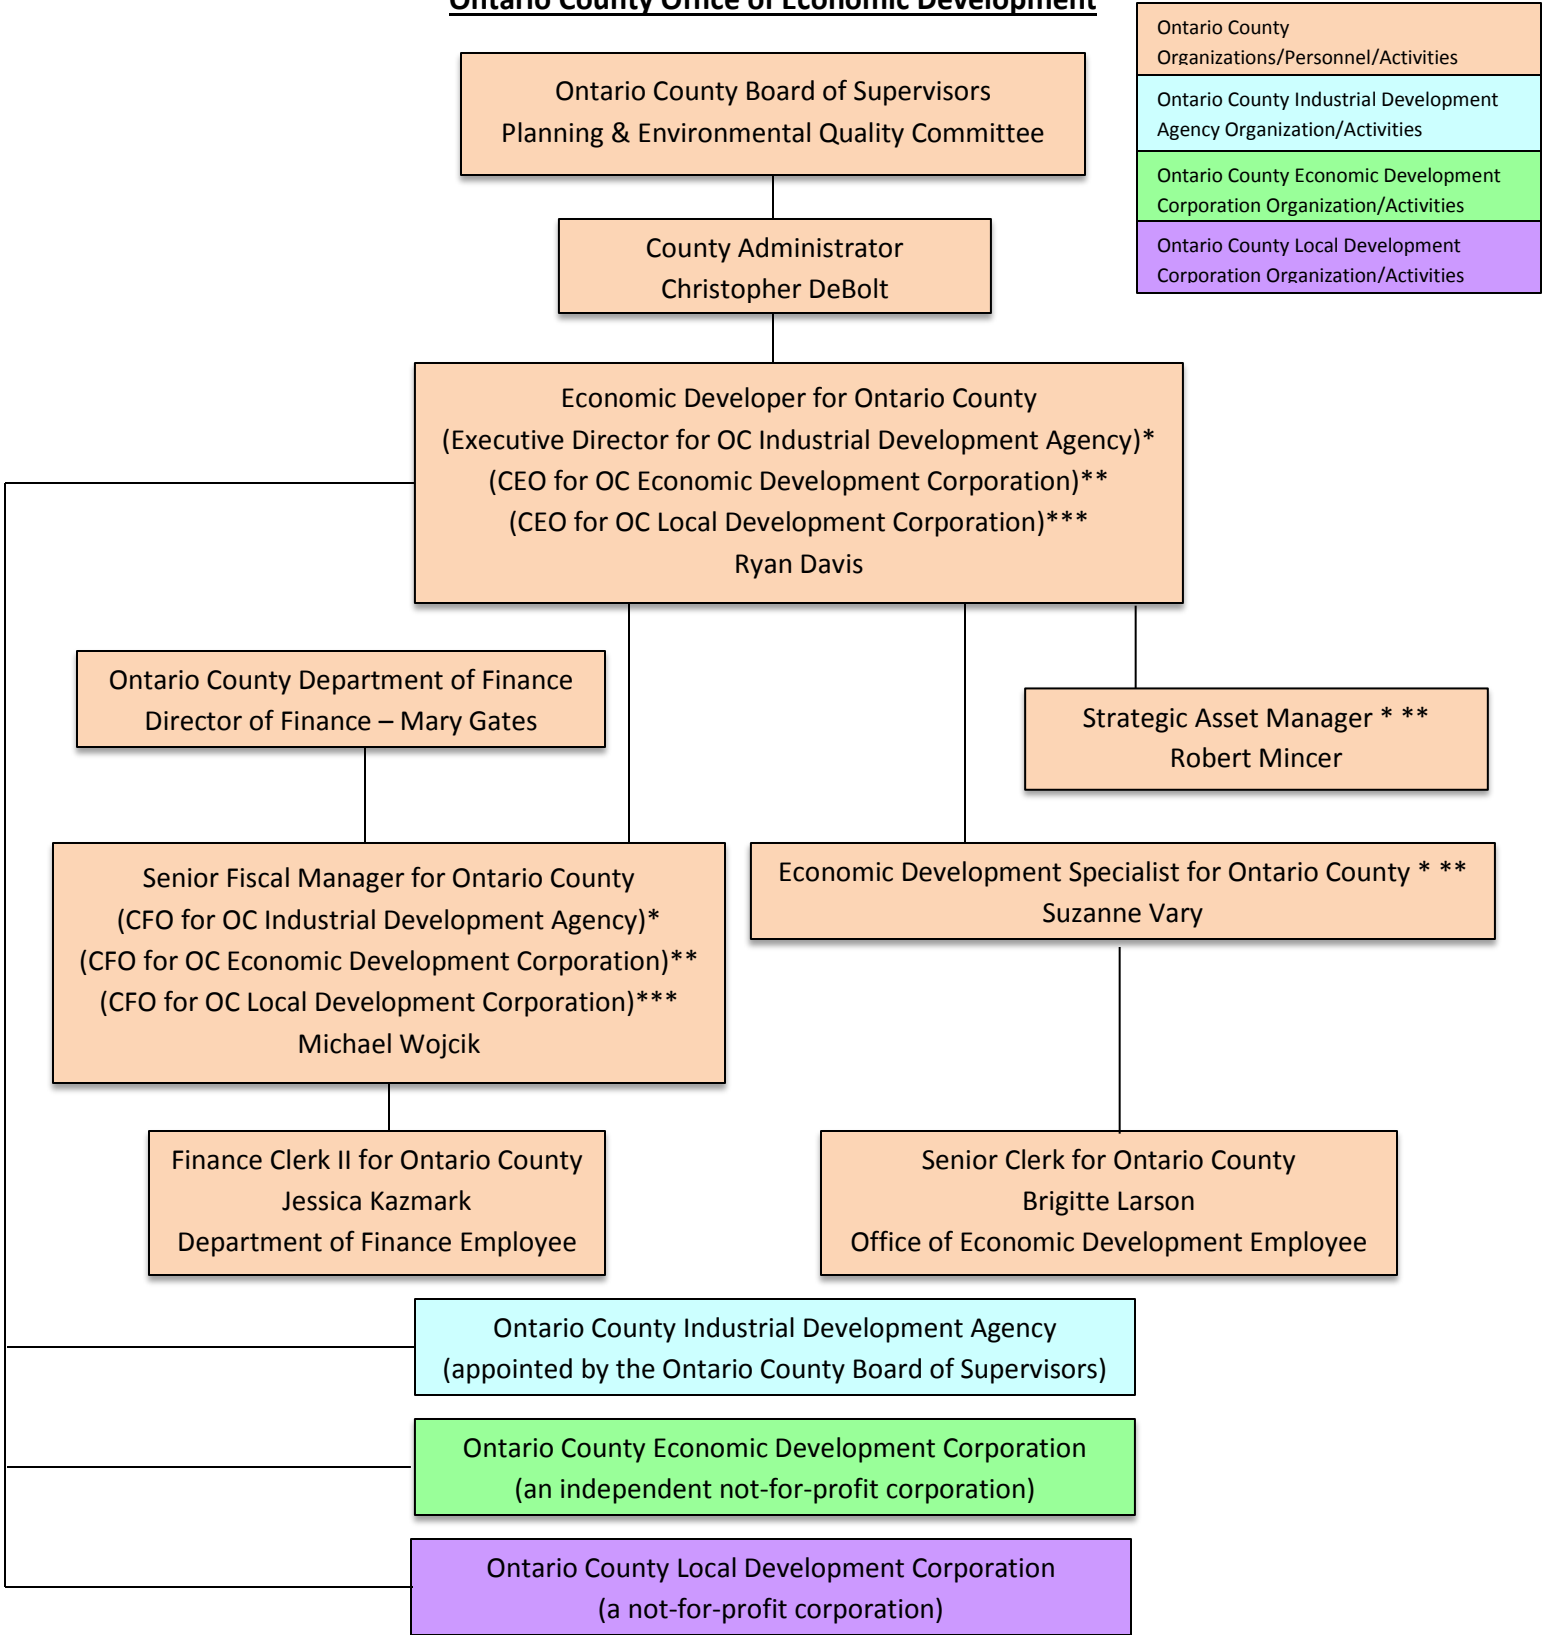 Ontario County Office of Economic Development
Ontario County
Organizations/Personnel/Activities
Ontario County Industrial Development
Agency Organization/Activities
Ontario County Economic Development
Corporation Organization/Activities
Ontario County Local Development
Corporation Organization/Activities
Ontario County Board of Supervisors
Planning & Environmental Quality Committee
County Administrator
Christopher DeBolt
Economic Developer for Ontario County
(Executive Director for OC Industrial Development Agency)*
(CEO for OC Economic Development Corporation)**
(CEO for OC Local Development Corporation)***
Ryan Davis
Ontario County Department of Finance
Director of Finance – Mary Gates
Strategic Asset Manager * **
Robert Mincer
Senior Fiscal Manager for Ontario County
(CFO for OC Industrial Development Agency)*
(CFO for OC Economic Development Corporation)**
(CFO for OC Local Development Corporation)***
Michael Wojcik
Economic Development Specialist for Ontario County * **
Suzanne Vary
Finance Clerk II for Ontario County
Jessica Kazmark
Department of Finance Employee
Senior Clerk for Ontario County
Brigitte Larson
Office of Economic Development Employee
Ontario County Industrial Development Agency
(appointed by the Ontario County Board of Supervisors)
Ontario County Economic Development Corporation
(an independent not-for-profit corporation)
Ontario County Local Development Corporation
(a not-for-profit corporation)